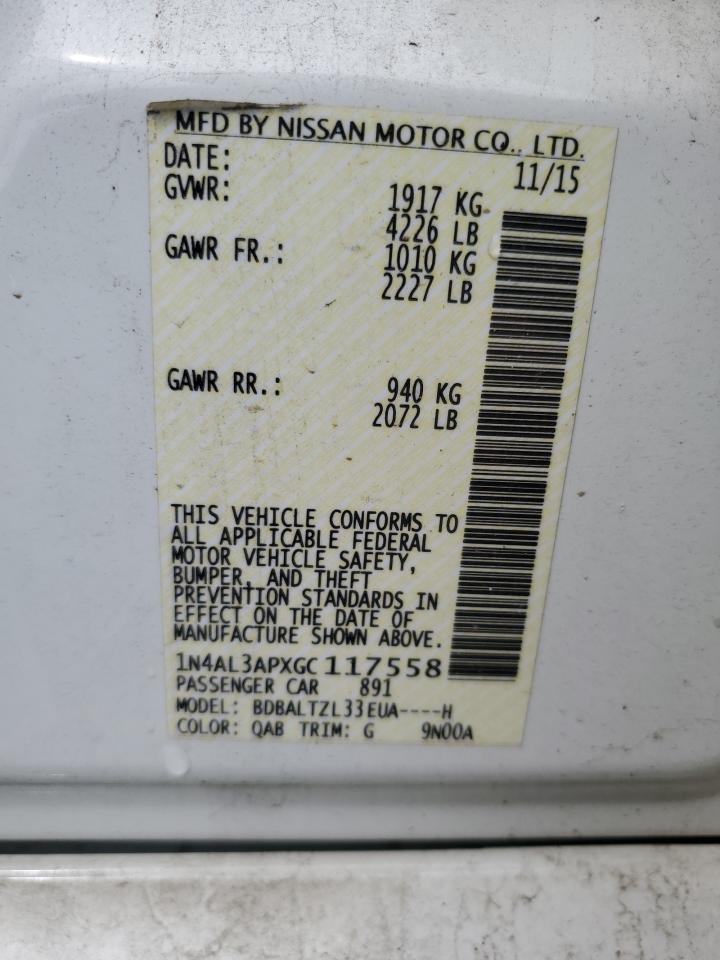 MFD BY NISSAN MOTOR CO., LTD.
DATE: 11/15
GVWR: 1917 KG
4226 LB
GAWR FR.: 1010 KG
2227 LB
GAWR RR.: 940 KG
2072 LB
THIS VEHICLE CONFORMS TO
ALL APPLICABLE FEDERAL
MOTOR VEHICLE SAFETY,
BUMPER, AND THEFT
PREVENTION STANDARDS IN
EFFECT ON THE DATE OF
MANUFACTURE SHOWN ABOVE.
1N4AL3APXGC117558
PASSENGER CAR 891
MODEL: BDBALTZL33EUA----H
COLOR: QAB TRIM: G 9N00A